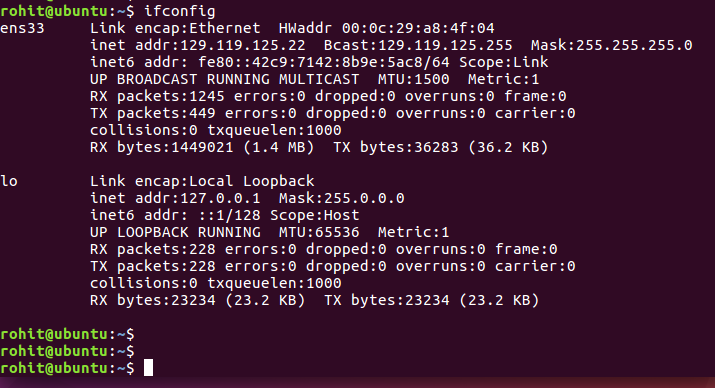 rohit@ubuntu:~$ ifconfig
ens33     Link encap:Ethernet  HWaddr 00:0c:29:a8:4f:04
          inet addr:129.119.125.22  Bcast:129.119.125.255  Mask:255.255.255.0
          inet6 addr: fe80::42c9:7142:8b9e:5ac8/64 Scope:Link
          UP BROADCAST RUNNING MULTICAST  MTU:1500  Metric:1
          RX packets:1245 errors:0 dropped:0 overruns:0 frame:0
          TX packets:449 errors:0 dropped:0 overruns:0 carrier:0
          collisions:0 txqueuelen:1000
          RX bytes:1449021 (1.4 MB)  TX bytes:36283 (36.2 KB)

lo        Link encap:Local Loopback
          inet addr:127.0.0.1  Mask:255.0.0.0
          inet6 addr: ::1/128 Scope:Host
          UP LOOPBACK RUNNING  MTU:65536  Metric:1
          RX packets:228 errors:0 dropped:0 overruns:0 frame:0
          TX packets:228 errors:0 dropped:0 overruns:0 carrier:0
          collisions:0 txqueuelen:1000
          RX bytes:23234 (23.2 KB)  TX bytes:23234 (23.2 KB)

rohit@ubuntu:~$
rohit@ubuntu:~$
rohit@ubuntu:~$